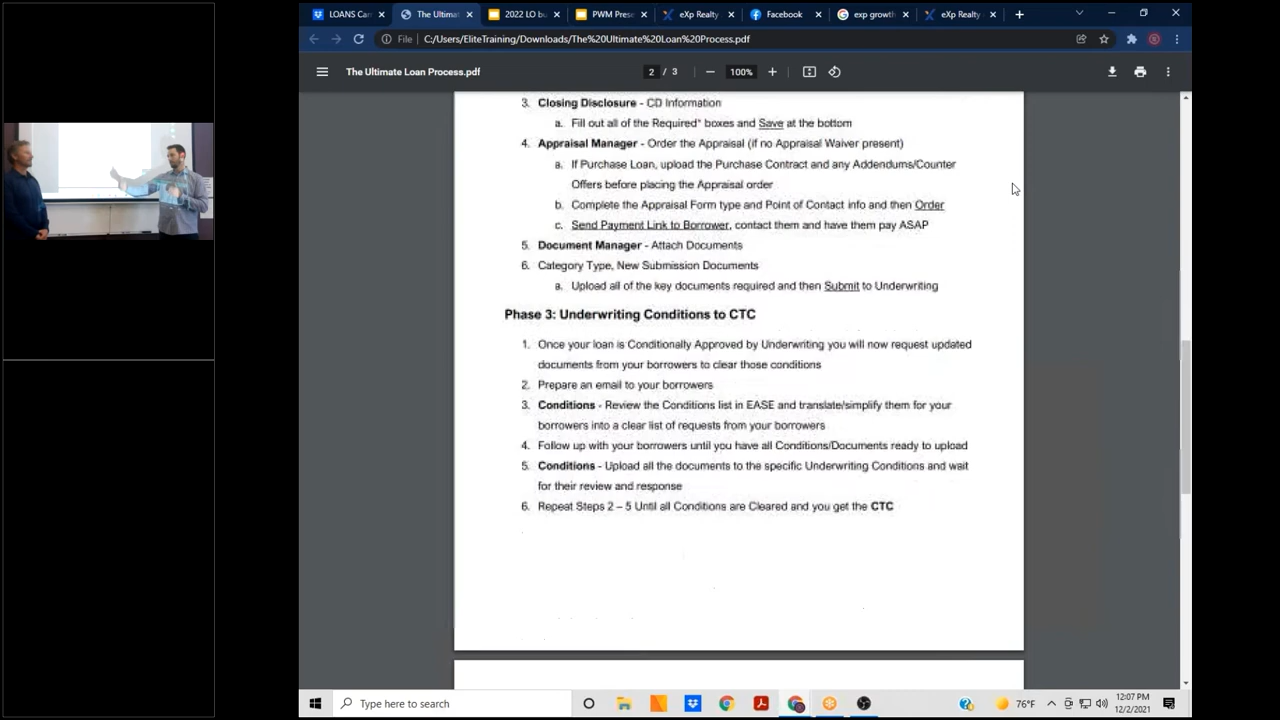 LOANS Car
The Ultimat
2022 LO bu
PWM Prese
eXp Realty
Facebook
exp growth
eXp Realty
File
C:/Users/EliteTraining/Downloads/The%20Ultimate%20Loan%20Process.pdf
The Ultimate Loan Process.pdf
2 / 3
100%
3. Closing Disclosure - CD Information
a. Fill out all of the Required* boxes and Save at the bottom
4. Appraisal Manager - Order the Appraisal (if no Appraisal Waiver present)
a. If Purchase Loan, upload the Purchase Contract and any Addendums/Counter
Offers before placing the Appraisal order
b. Complete the Appraisal Form type and Point of Contact info and then Order
c. Send Payment Link to Borrower, contact them and have them pay ASAP
5. Document Manager - Attach Documents
6. Category Type, New Submission Documents
a. Upload all of the key documents required and then Submit to Underwriting
Phase 3: Underwriting Conditions to CTC
1. Once your loan is Conditionally Approved by Underwriting you will now request updated
documents from your borrowers to clear those conditions
2. Prepare an email to your borrowers
3. Conditions - Review the Conditions list in EASE and translate/simplify them for your
borrowers into a clear list of requests from your borrowers
4. Follow up with your borrowers until you have all Conditions/Documents ready to upload
5. Conditions - Upload all the documents to the specific Underwriting Conditions and wait
for their review and response
6. Repeat Steps 2 – 5 Until all Conditions are Cleared and you get the CTC
Type here to search
76°F
12:07 PM
12/2/2021